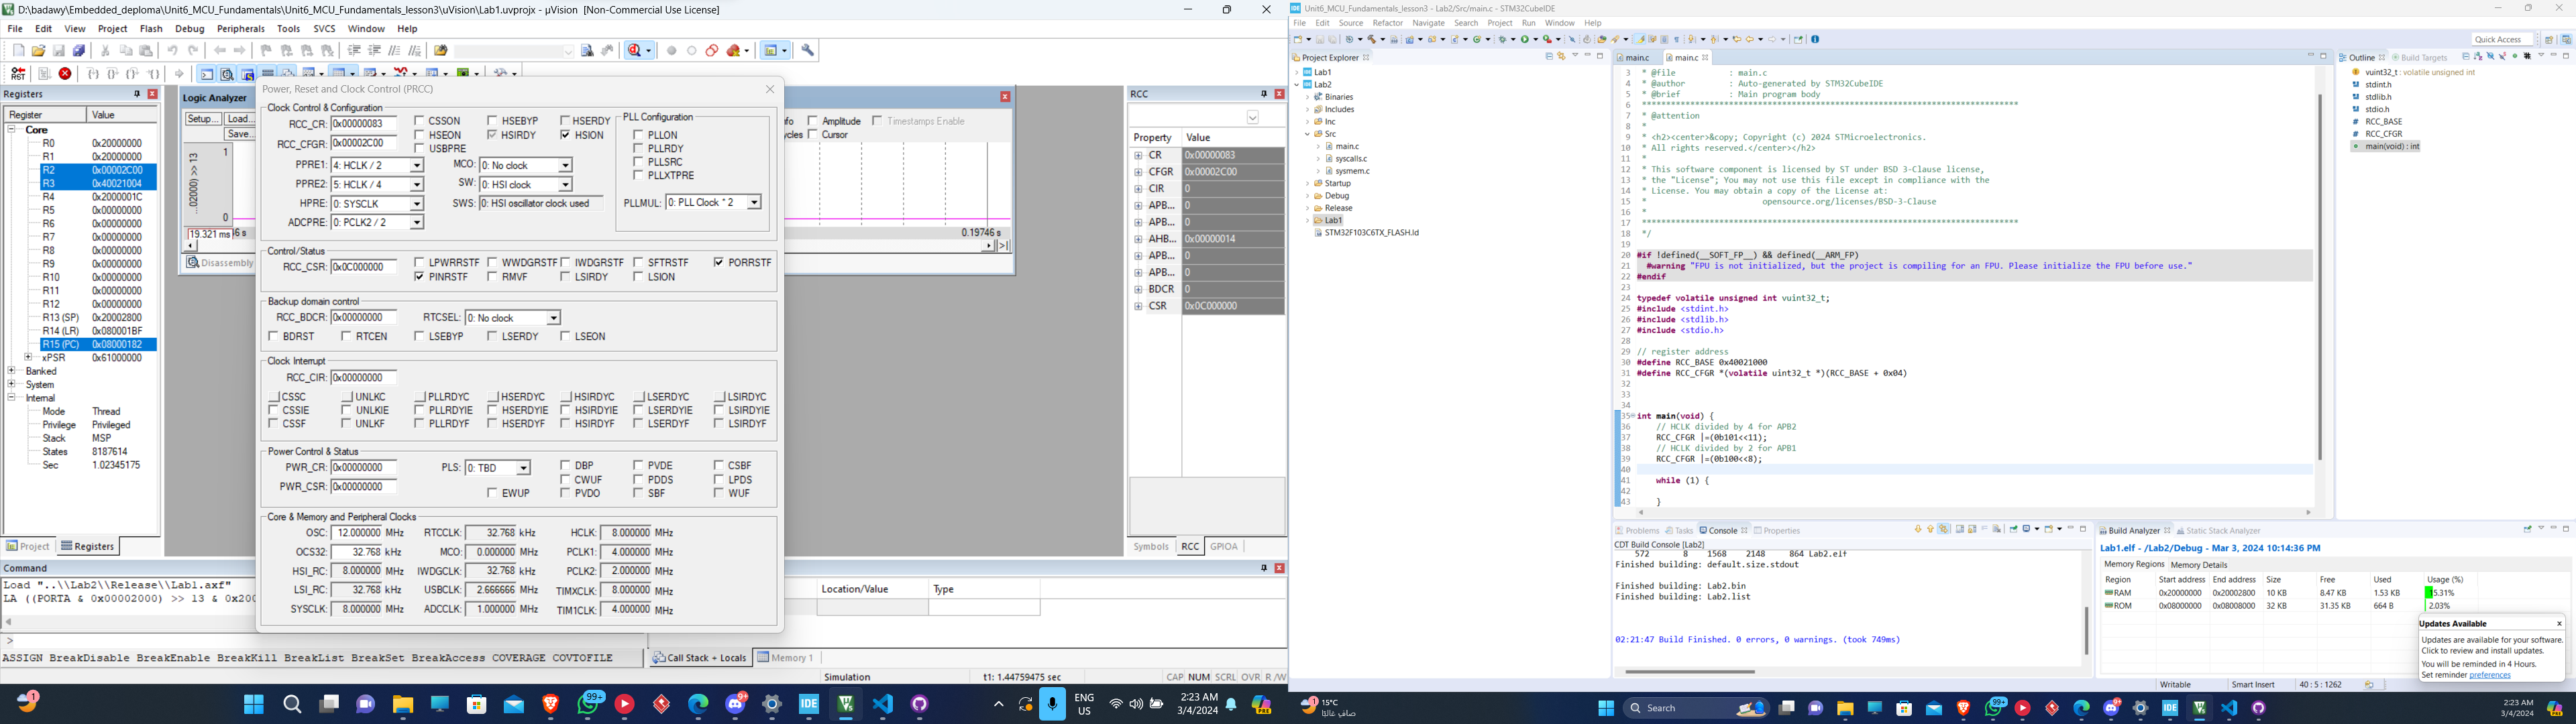 D:\badawy\Embedded_deploma\Unit6_MCU_Fundamentals\Unit6_MCU_Fundamentals_lesson3\uVision\Lab1.uvprojx - µVision [Non-Commercial Use License]
File Edit View Project Flash Debug Peripherals Tools SVCS Window Help
Registers
Register Value
Core
R0 0x20000000
R1 0x20000000
R2 0x00002C00
R3 0x40021004
R4 0x2000001C
R5 0x00000000
R6 0x00000000
R7 0x00000000
R8 0x00000000
R9 0x00000000
R10 0x00000000
R11 0x00000000
R12 0x00000000
R13 (SP) 0x20002800
R14 (LR) 0x080001BF
R15 (PC) 0x08000182
xPSR 0x61000000
Banked
System
Internal
Mode Thread
Privilege Privileged
Stack MSP
States 8187614
Sec 1.02345175
Project Registers
Logic Analyzer
Setup... Load...
Save...
Amplitude Timestamps Enable
Cursor
...02000) >> 13
1
0
19.321 ms
0.19746 s
Disassembly
Power, Reset and Clock Control (PRCC)
Clock Control & Configuration
RCC_CR: 0x00000083 CSSON HSEBYP HSERDY
HSEON HSIRDY HSION
RCC_CFGR: 0x00002C00 USBPRE
PPRE1: 4: HCLK / 2 MCO: 0: No clock
PPRE2: 5: HCLK / 4 SW: 0: HSI clock
HPRE: 0: SYSCLK SWS: 0: HSI oscillator clock used
ADCPRE: 0: PCLK2 / 2
PLL Configuration
PLLON
PLLRDY
PLLSRC
PLLXTPRE
PLLMUL: 0: PLL Clock * 2
Control/Status
RCC_CSR: 0x0C000000 LPWRRSTF WWDGRSTF IWDGRSTF SFTRSTF PORRSTF
PINRSTF RMVF LSIRDY LSION
Backup domain control
RCC_BDCR: 0x00000000 RTCSEL: 0: No clock
BDRST RTCEN LSEBYP LSERDY LSEON
Clock Interrupt
RCC_CIR: 0x00000000
CSSC UNLKC PLLRDYC HSERDYC HSIRDYC LSERDYC LSIRDYC
CSSIE UNLKIE PLLRDYIE HSERDYIE HSIRDYIE LSERDYIE LSIRDYIE
CSSF UNLKF PLLRDYF HSERDYF HSIRDYF LSERDYF LSIRDYF
Power Control & Status
PWR_CR: 0x00000000 PLS: 0: TBD DBP PVDE CSBF
CWUF PDDS LPDS
PWR_CSR: 0x00000000 EWUP PVDO SBF WUF
Core & Memory and Peripheral Clocks
OSC: 12.000000 MHz RTCCLK: 32.768 kHz HCLK: 8.000000 MHz
OCS32: 32.768 kHz MCO: 0.000000 MHz PCLK1: 4.000000 MHz
HSI_RC: 8.000000 MHz IWDGCLK: 32.768 kHz PCLK2: 2.000000 MHz
LSI_RC: 32.768 kHz USBCLK: 2.666666 MHz TIMXCLK: 8.000000 MHz
SYSCLK: 8.000000 MHz ADCCLK: 1.000000 MHz TIM1CLK: 4.000000 MHz
RCC
Property Value
CR 0x00000083
CFGR 0x00002C00
CIR 0
APB... 0
APB... 0
AHB... 0x00000014
APB... 0
APB... 0
BDCR 0
CSR 0x0C000000
Symbols RCC GPIOA
Command
Load "..\\Lab2\\Release\\Lab1.axf"
LA ((PORTA & 0x00002000) >> 13 & 0x200
>
ASSIGN BreakDisable BreakEnable BreakKill BreakList BreakSet BreakAccess COVERAGE COVTOFILE
Location/Value Type
Call Stack + Locals Memory 1
Simulation t1: 1.44759475 sec CAP NUM SCRL OVR R/W
1 99+ 9+ IDE ENG
US
2:23 AM
3/4/2024
Unit6_MCU_Fundamentals_lesson3 - Lab2/Src/main.c - STM32CubeIDE
File Edit Source Refactor Navigate Search Project Run Window Help
Quick Access
Project Explorer
Lab1
Lab2
Binaries
Includes
Inc
Src
main.c
syscalls.c
sysmem.c
Startup
Debug
Release
Lab1
STM32F103C6TX_FLASH.ld
main.c main.c
3 * @file : main.c
4 * @author : Auto-generated by STM32CubeIDE
5 * @brief : Main program body
6 ******************************************************************************
7 * @attention
8 *
9 * <h2><center>&copy; Copyright (c) 2024 STMicroelectronics.
10 * All rights reserved.</center></h2>
11 *
12 * This software component is licensed by ST under BSD 3-Clause license,
13 * the "License"; You may not use this file except in compliance with the
14 * License. You may obtain a copy of the License at:
15 * opensource.org/licenses/BSD-3-Clause
16 *
17 ******************************************************************************
18 */
19
20 #if !defined(__SOFT_FP__) && defined(__ARM_FP)
21 #warning "FPU is not initialized, but the project is compiling for an FPU. Please initialize the FPU before use."
22 #endif
23
24 typedef volatile unsigned int vuint32_t;
25 #include <stdint.h>
26 #include <stdlib.h>
27 #include <stdio.h>
28
29 // register address
30 #define RCC_BASE 0x40021000
31 #define RCC_CFGR *(volatile uint32_t *)(RCC_BASE + 0x04)
32
33
34
35 int main(void) {
36 // HCLK divided by 4 for APB2
37 RCC_CFGR |=(0b101<<11);
38 // HCLK divided by 2 for APB1
39 RCC_CFGR |=(0b100<<8);
40
41 while (1) {
42
43 }
Outline Build Targets
vuint32_t : volatile unsigned int
stdint.h
stdlib.h
stdio.h
RCC_BASE
RCC_CFGR
main(void) : int
Problems Tasks Console Properties
CDT Build Console [Lab2]
572 8 1568 2148 864 Lab2.elf
Finished building: default.size.stdout
Finished building: Lab2.bin
Finished building: Lab2.list
02:21:47 Build Finished. 0 errors, 0 warnings. (took 749ms)
Build Analyzer Static Stack Analyzer
Lab1.elf - /Lab2/Debug - Mar 3, 2024 10:14:36 PM
Memory Regions Memory Details
Region Start address End address Size Free Used Usage (%)
RAM 0x20000000 0x20002800 10 KB 8.47 KB 1.53 KB 15.31%
ROM 0x08000000 0x08008000 32 KB 31.35 KB 664 B 2.03%
Updates Available
Updates are available for your software.
Click to review and install updates.
You will be reminded in 4 Hours.
Set reminder preferences
Writable Smart Insert 40 : 5 : 1262
15°C
صافٍ غالبًا
Search
99+ 9+ IDE
2:23 AM
3/4/2024